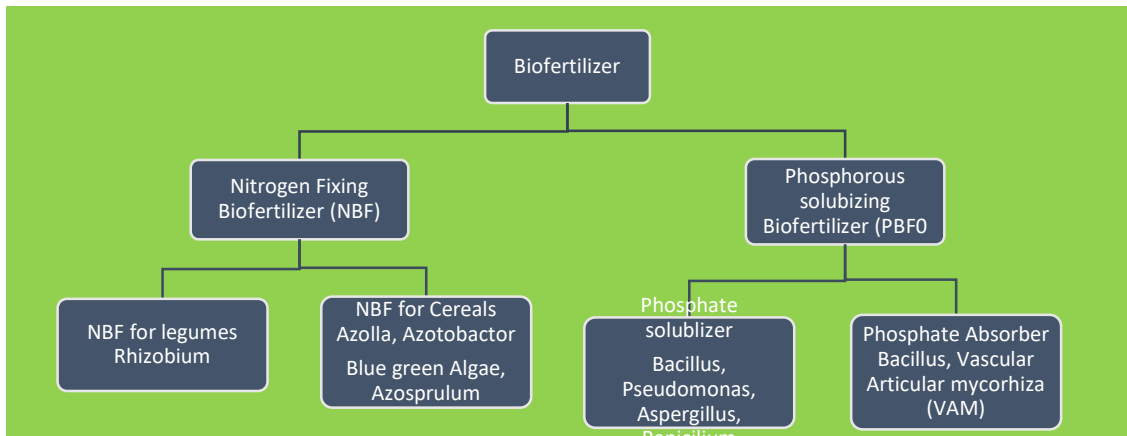 Biofertilizer
Nitrogen Fixing
Biofertilizer (NBF)
Phosphorous
solubizing
Biofertilizer (PBF0
NBF for legumes
Rhizobium
NBF for Cereals
Azolla, Azotobactor
Blue green Algae,
Azosprulum
Phosphate
solublizer
Bacillus,
Pseudomonas,
Aspergillus,
Penicilium
Phosphate Absorber
Bacillus, Vascular
Articular mycorhiza
(VAM)